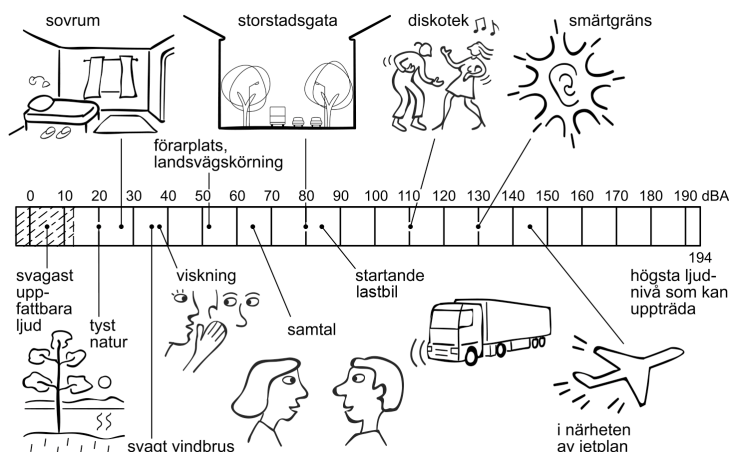 sovrum
storstadsgata
diskotek
smärtgräns
förarplats,
landsvägskörning
0 10 20 30 40 50 60 70 80 90 100 110 120 130 140 150 160 170 180 190 dBA
194
svagast
upp-
fattbara
ljud
tyst
natur
svagt vindbrus
viskning
samtal
startande
lastbil
högsta ljud-
nivå som kan
uppträda
i närheten
av jetplan